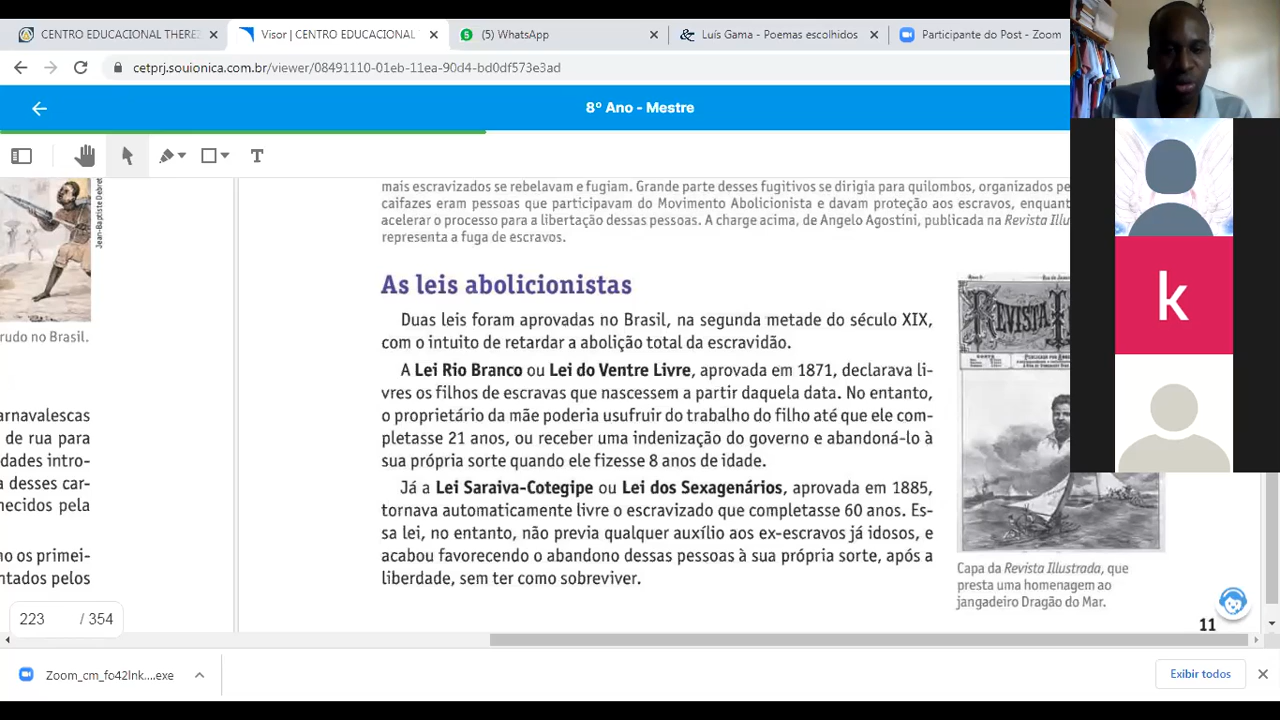 CENTRO EDUCACIONAL THEREZ
Visor | CENTRO EDUCACIONAL
(5) WhatsApp
Luís Gama - Poemas escolhidos
Participante do Post - Zoom
cetprj.souionica.com.br/viewer/08491110-01eb-11ea-90d4-bd0df573e3ad
8º Ano - Mestre
T
Jean-Baptiste Debret
rudo no Brasil.
arnavalescas
de rua para
dades intro-
a desses car-
hecidos pela
no os primei-
ntados pelos
223 / 354
mais escravizados se rebelavam e fugiam. Grande parte desses fugitivos se dirigia para quilombos, organizados pe
caifazes eram pessoas que participavam do Movimento Abolicionista e davam proteção aos escravos, enquant
acelerar o processo para a libertação dessas pessoas. A charge acima, de Angelo Agostini, publicada na Revista Illu
representa a fuga de escravos.
As leis abolicionistas
Duas leis foram aprovadas no Brasil, na segunda metade do século XIX,
com o intuito de retardar a abolição total da escravidão.
A Lei Rio Branco ou Lei do Ventre Livre, aprovada em 1871, declarava li-
vres os filhos de escravas que nascessem a partir daquela data. No entanto,
o proprietário da mãe poderia usufruir do trabalho do filho até que ele com-
pletasse 21 anos, ou receber uma indenização do governo e abandoná-lo à
sua própria sorte quando ele fizesse 8 anos de idade.
Já a Lei Saraiva-Cotegipe ou Lei dos Sexagenários, aprovada em 1885,
tornava automaticamente livre o escravizado que completasse 60 anos. Es-
sa lei, no entanto, não previa qualquer auxílio aos ex-escravos já idosos, e
acabou favorecendo o abandono dessas pessoas à sua própria sorte, após a
liberdade, sem ter como sobreviver.
REVISTA I
Capa da Revista Illustrada, que
presta uma homenagem ao
jangadeiro Dragão do Mar.
11
k
Zoom_cm_fo42lnk....exe
Exibir todos